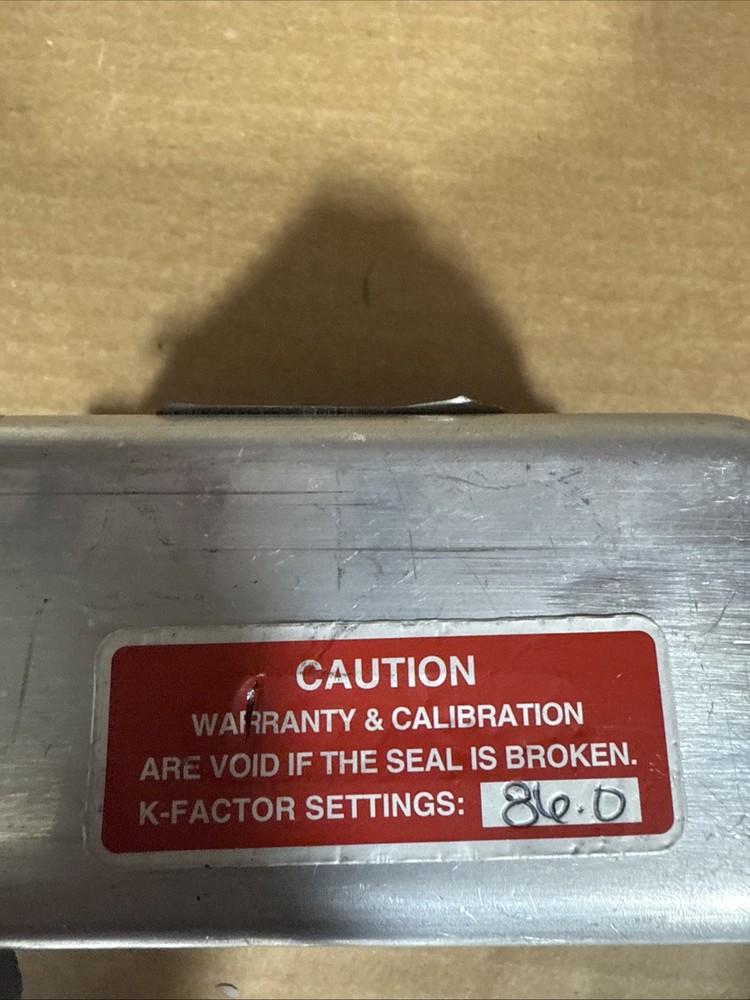 CAUTION
WARRANTY & CALIBRATION
ARE VOID IF THE SEAL IS BROKEN.
K-FACTOR SETTINGS: 86.0